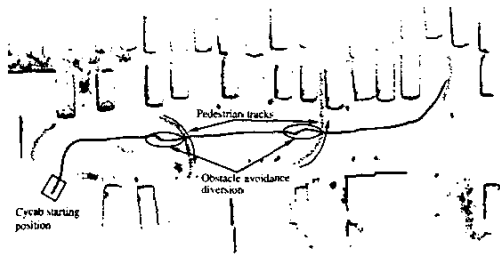 Pedestrian tracks
Obstacle avoidance
diversion
Cycab starting
position